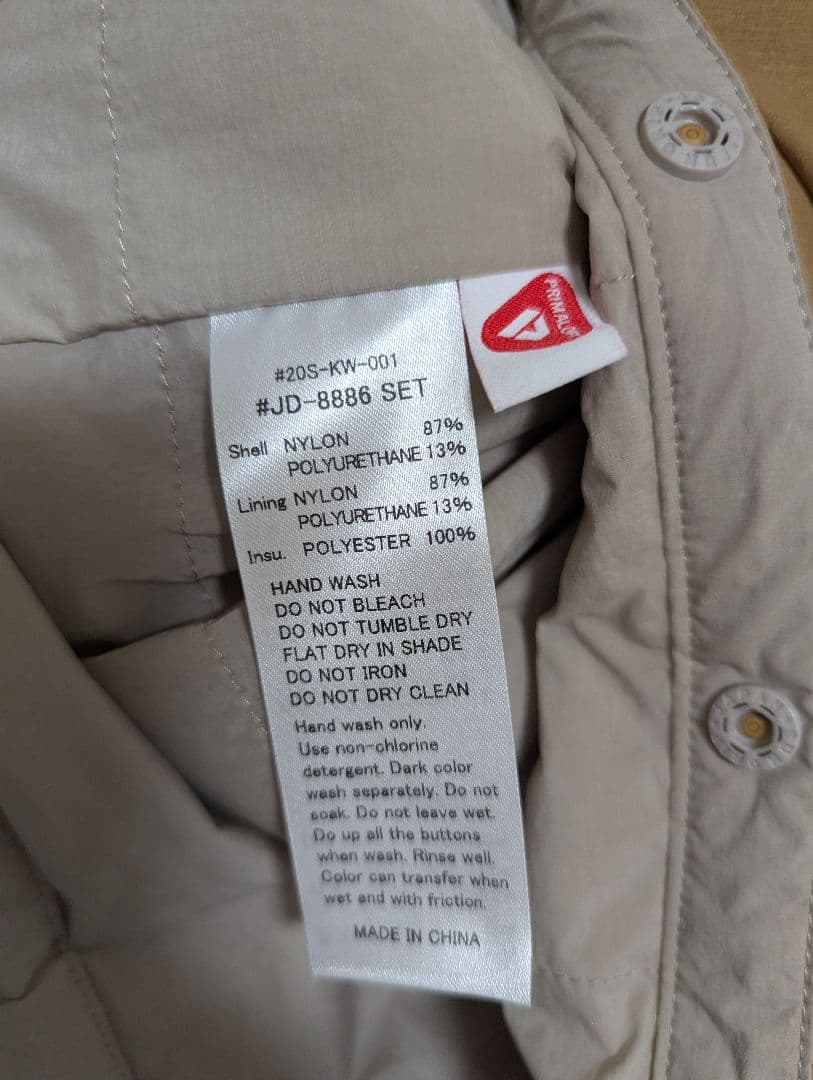 #20S-KW-001
#JD-8886 SET
Shell NYLON 87%
POLYURETHANE 13%
Lining NYLON 87%
POLYURETHANE 13%
Insu. POLYESTER 100%
HAND WASH
DO NOT BLEACH
DO NOT TUMBLE DRY
FLAT DRY IN SHADE
DO NOT IRON
DO NOT DRY CLEAN
Hand wash only.
Use non-chlorine
detergent. Dark color
wash separately. Do not
soak. Do not leave wet.
Do up all the buttons
when wash. Rinse well.
Color can transfer when
wet and with friction.
MADE IN CHINA